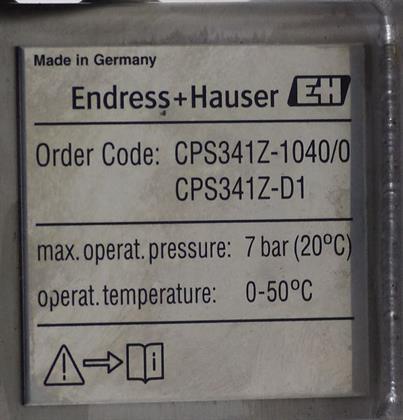 Made in Germany
Endress+Hauser EH
Order Code: CPS341Z-1040/0
CPS341Z-D1
max. operat. pressure: 7 bar (20°C)
operat. temperature: 0-50°C
i